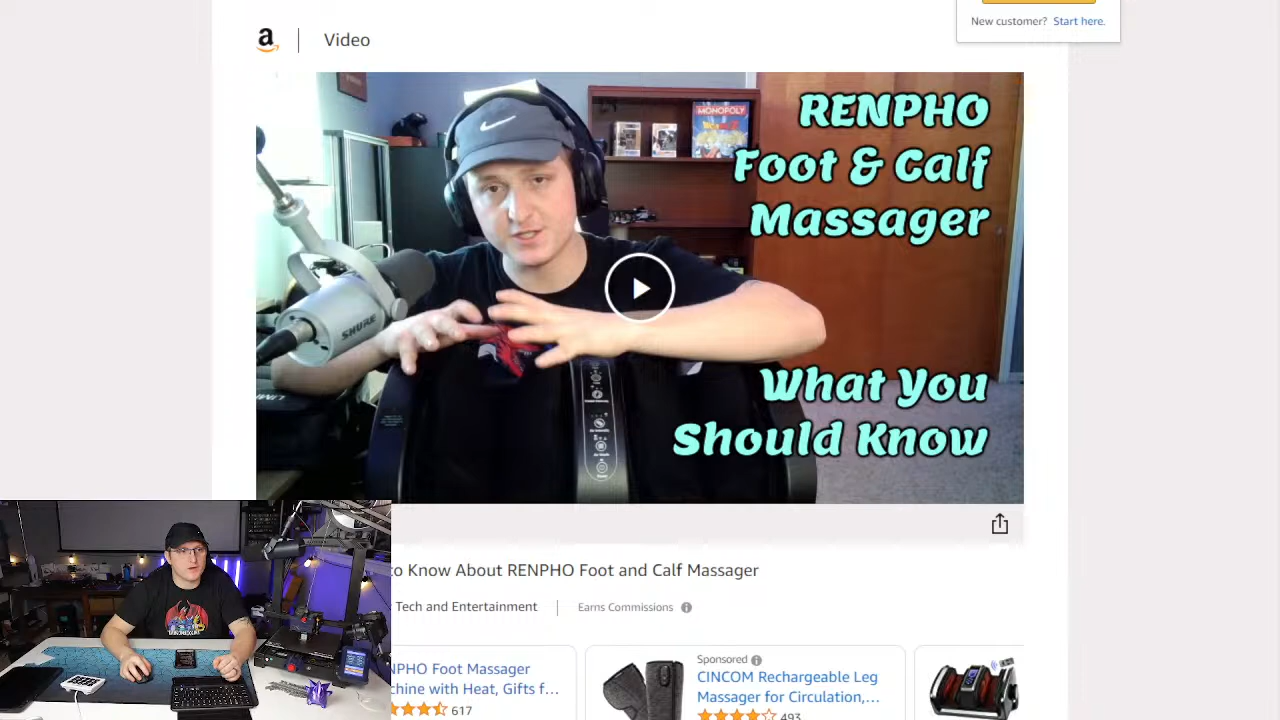 New customer? Start here.
a
Video
MONOPOLY
RENPHO
Foot & Calf
Massager
SHURE
What You
Should Know
o Know About RENPHO Foot and Calf Massager
Tech and Entertainment
Earns Commissions
NPHO Foot Massager
chine with Heat, Gifts f…
617
Sponsored
CINCOM Rechargeable Leg
Massager for Circulation,…
493